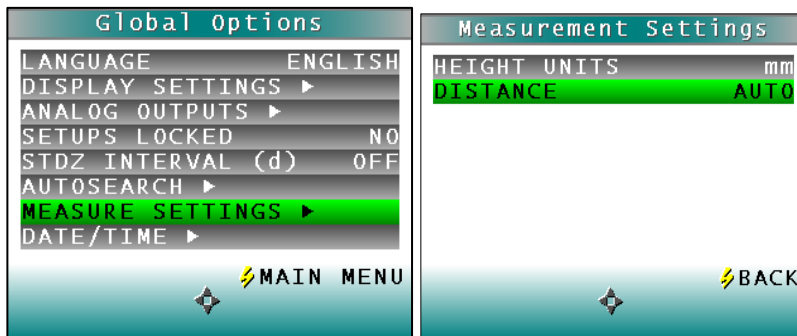 Global Options
LANGUAGE ENGLISH
DISPLAY SETTINGS ►
ANALOG OUTPUTS ►
SETUPS LOCKED NO
STDZ INTERVAL (d) OFF
AUTOSEARCH ►
MEASURE SETTINGS ►
DATE/TIME ►
MAIN MENU
Measurement Settings
HEIGHT UNITS mm
DISTANCE AUTO
BACK